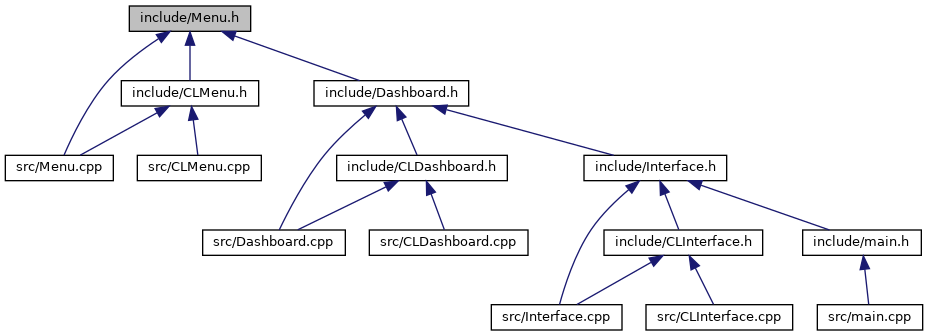 include/Menu.h
include/CLMenu.h
include/Dashboard.h
src/Menu.cpp
src/CLMenu.cpp
include/CLDashboard.h
include/Interface.h
src/Dashboard.cpp
src/CLDashboard.cpp
include/CLInterface.h
include/main.h
src/Interface.cpp
src/CLInterface.cpp
src/main.cpp